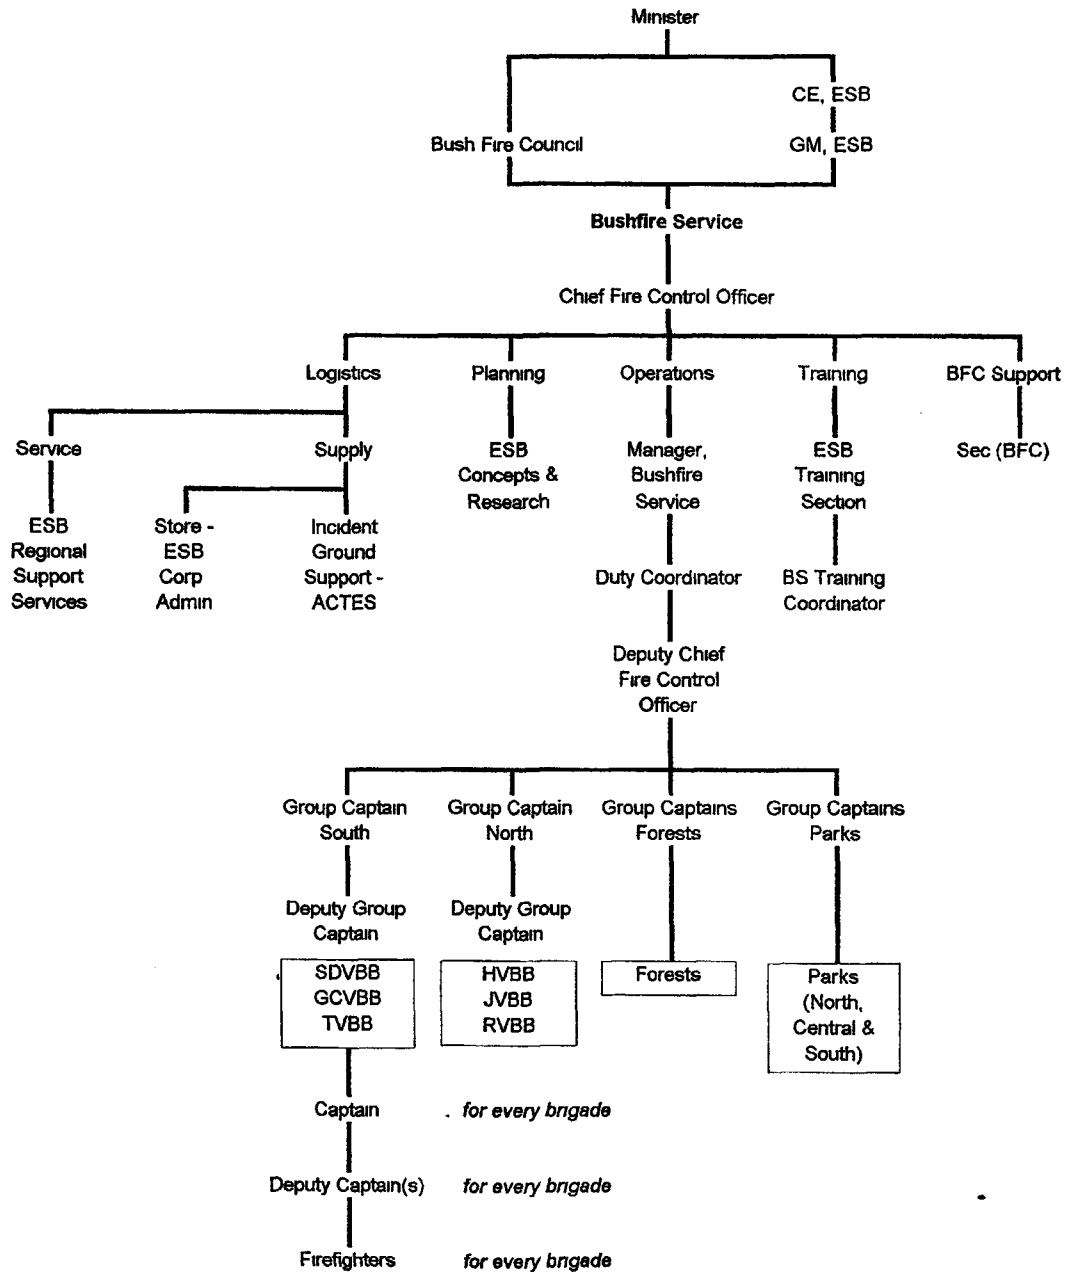 Minister
CE, ESB
Bush Fire Council
GM, ESB
Bushfire Service
Chief Fire Control Officer
Logistics
Planning
Operations
Training
BFC Support
Service
Supply
ESB
Concepts &
Research
Manager,
Bushfire
Service
ESB
Training
Section
Sec (BFC)
ESB
Regional
Support
Services
Store -
ESB
Corp
Admin
Incident
Ground
Support -
ACTES
Duty Coordinator
BS Training
Coordinator
Deputy Chief
Fire Control
Officer
Group Captain
South
Group Captain
North
Group Captains
Forests
Group Captains
Parks
Deputy Group
Captain
Deputy Group
Captain
SDVBB
GCVBB
TVBB
HVBB
JVBB
RVBB
Forests
Parks
(North,
Central &
South)
Captain
for every brigade
Deputy Captain(s)
for every brigade
Firefighters
for every brigade